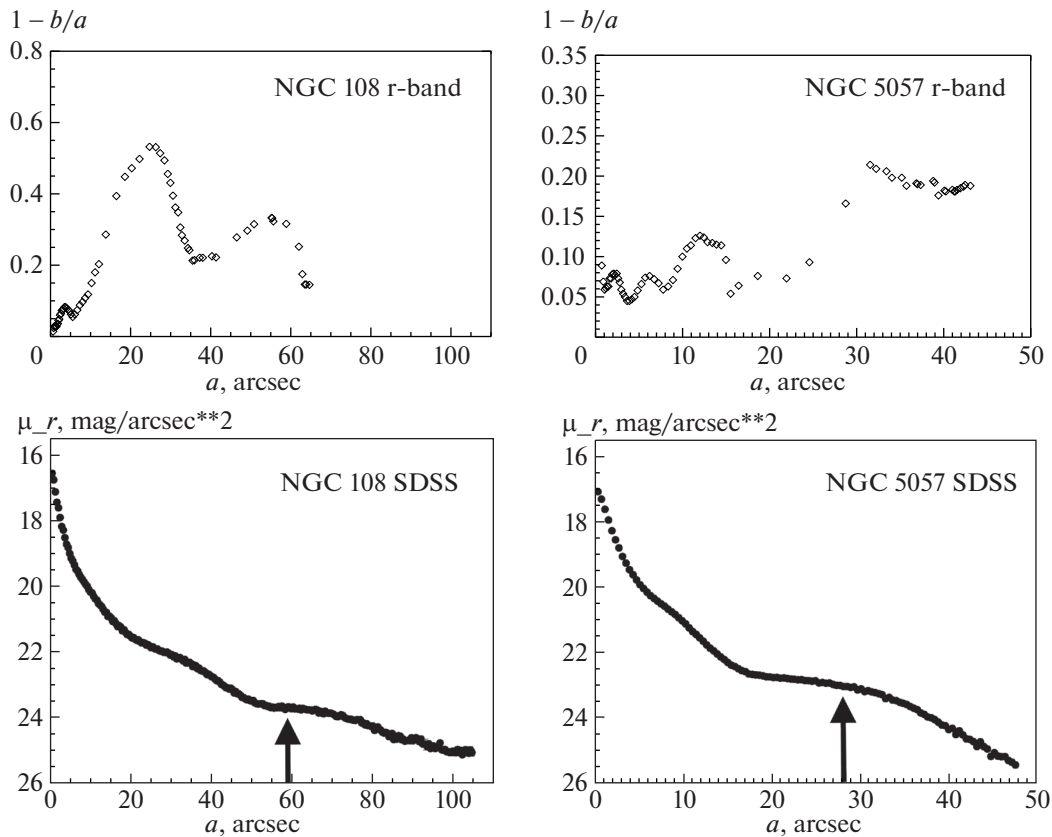 1 – b/a
0.8
NGC 108 r-band
0.6
0.4
0.2
0 20 40 60 80 100
a, arcsec
1 – b/a
0.35
NGC 5057 r-band
0.30
0.25
0.20
0.15
0.10
0.05
0 10 20 30 40 50
a, arcsec
μ_r, mag/arcsec**2
16
NGC 108 SDSS
18
20
22
24
26
0 20 40 60 80 100
a, arcsec
μ_r, mag/arcsec**2
16
NGC 5057 SDSS
18
20
22
24
26
0 10 20 30 40 50
a, arcsec